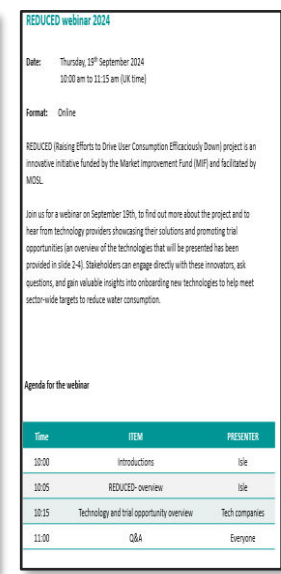 REDUCED webinar 2024
Date: Thursday, 19th September 2024
10:00 am to 11:15 am (UK time)
Format: Online
REDUCED (Raising Efforts to Drive User Consumption Efficaciously Down) project is an
innovative initiative funded by the Market Improvement Fund (MIF) and facilitated by
MOSL.
Join us for a webinar on September 19th, to find out more about the project and to
hear from technology providers showcasing their solutions and promoting trial
opportunities (an overview of the technologies that will be presented has been
provided in slide 2-4). Stakeholders can engage directly with these innovators, ask
questions, and gain valuable insights into onboarding new technologies to help meet
sector-wide targets to reduce water consumption.
Agenda for the webinar
Time ITEM PRESENTER
10:00 Introductions Isle
10:05 REDUCED- overview Isle
10:15 Technology and trial opportunity overview Tech companies
11:00 Q&A Everyone